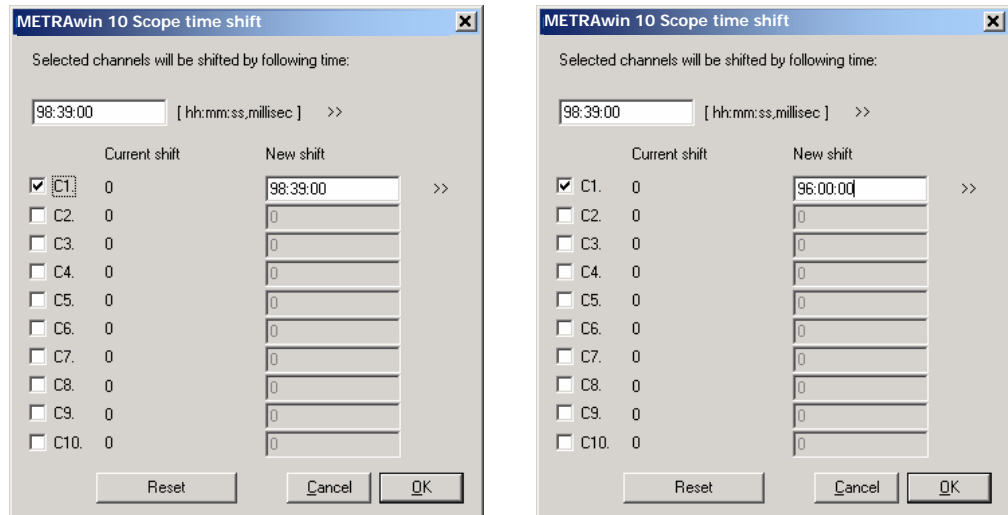 METRAwin 10 Scope time shift
Selected channels will be shifted by following time:
98:39:00 [ hh:mm:ss,millisec ] >>
Current shift New shift
C1. 0 98:39:00 >>
C2. 0 0
C3. 0 0
C4. 0 0
C5. 0 0
C6. 0 0
C7. 0 0
C8. 0 0
C9. 0 0
C10. 0 0
Reset Cancel OK
METRAwin 10 Scope time shift
Selected channels will be shifted by following time:
98:39:00 [ hh:mm:ss,millisec ] >>
Current shift New shift
C1. 0 96:00:00 >>
C2. 0 0
C3. 0 0
C4. 0 0
C5. 0 0
C6. 0 0
C7. 0 0
C8. 0 0
C9. 0 0
C10. 0 0
Reset Cancel OK